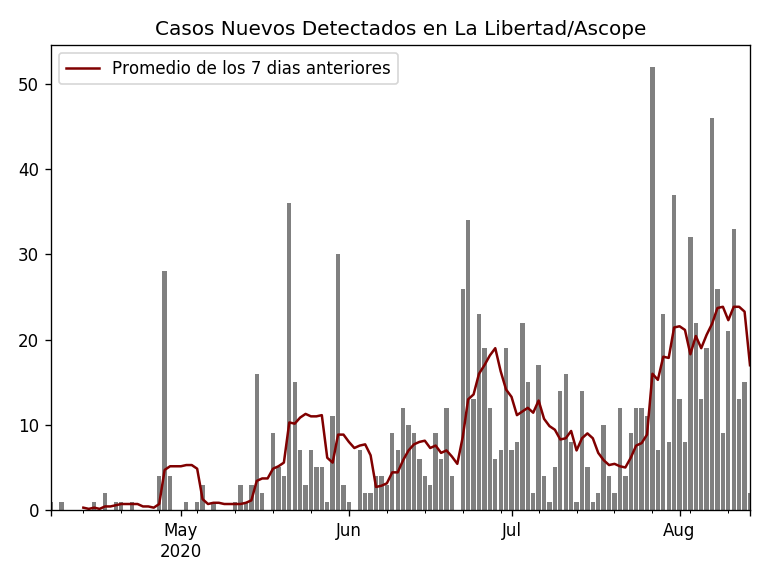 Casos Nuevos Detectados en La Libertad/Ascope
Promedio de los 7 dias anteriores
50
40
30
20
10
0
May
2020
Jun
Jul
Aug